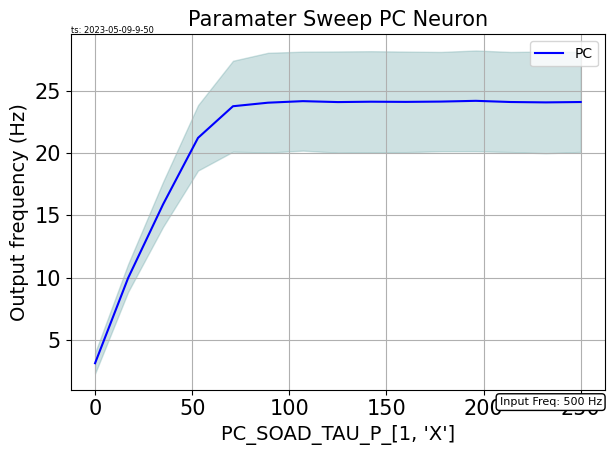 Paramater Sweep PC Neuron
ts: 2023-05-09-9-50
PC
Output frequency (Hz)
25
20
15
10
5
0 50 100 150 200 250
Input Freq: 500 Hz
PC_SOAD_TAU_P_[1, 'X']